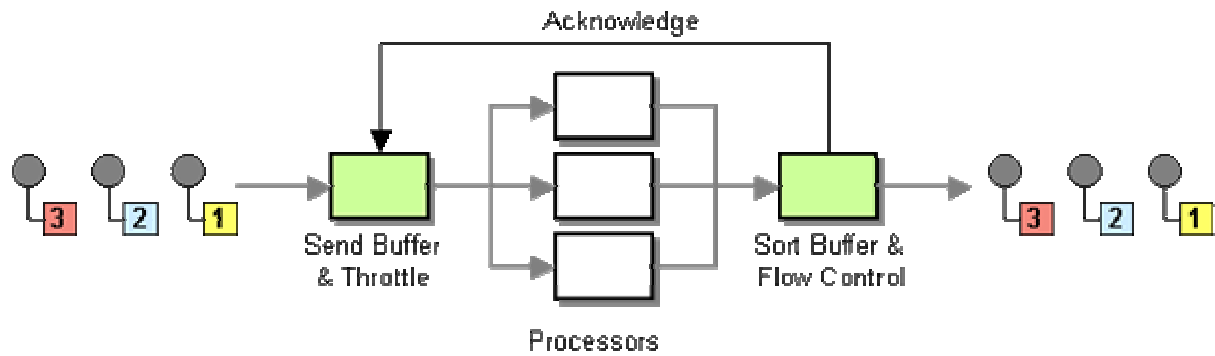 Acknowledge
3 2 1
Send Buffer
& Throttle
Sort Buffer &
Flow Control
3 2 1
Processors